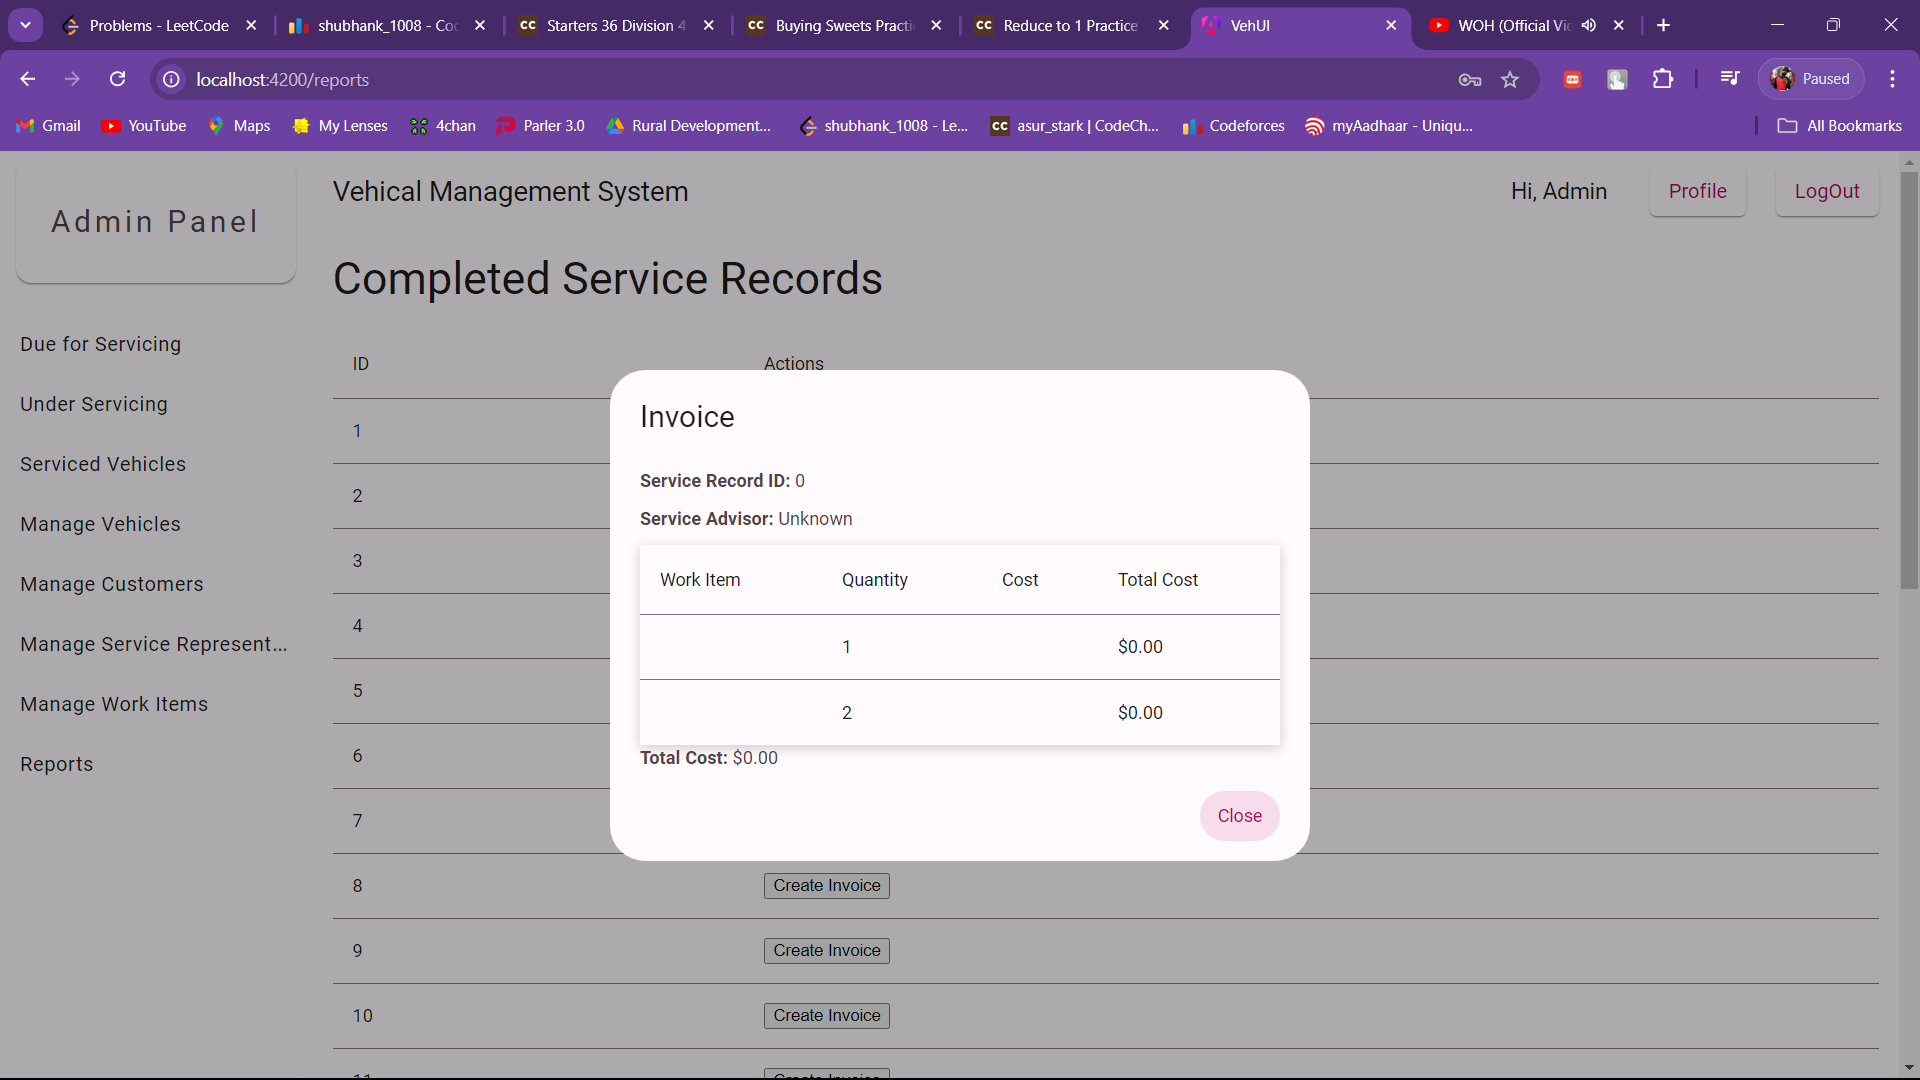 Problems - LeetCode
shubhank_1008 - Co
Starters 36 Division 4
Buying Sweets Practi
Reduce to 1 Practice
VehUI
WOH (Official Vi
localhost:4200/reports
Paused
Gmail
YouTube
Maps
My Lenses
4chan
Parler 3.0
Rural Development...
shubhank_1008 - Le...
asur_stark | CodeCh...
Codeforces
myAadhaar - Uniqu...
All Bookmarks
Admin Panel
Vehical Management System
Hi, Admin
Profile
LogOut
Completed Service Records
Due for Servicing
Under Servicing
Serviced Vehicles
Manage Vehicles
Manage Customers
Manage Service Represent...
Manage Work Items
Reports
ID Actions
1
2
3
4
5
6
7
8 Create Invoice
9 Create Invoice
10 Create Invoice
Invoice
Service Record ID: 0
Service Advisor: Unknown
Work Item Quantity Cost Total Cost
1 $0.00
2 $0.00
Total Cost: $0.00
Close